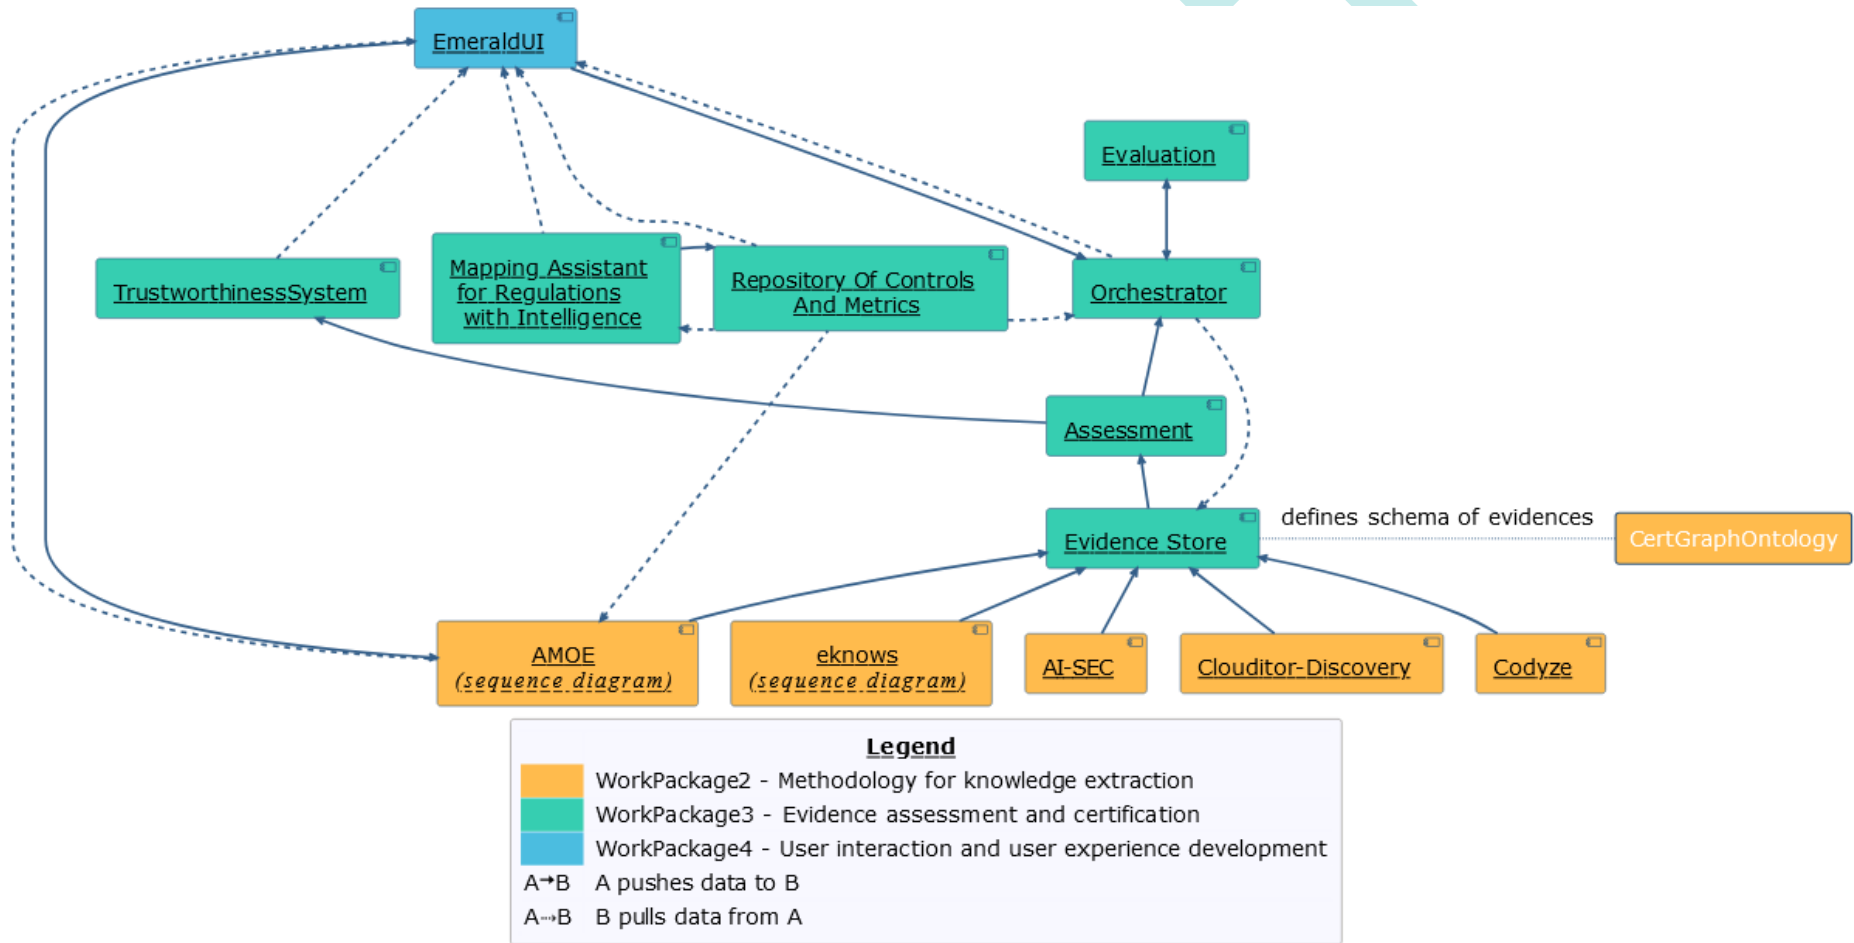 EmeraldUI
Evaluation
TrustworthinessSystem
Mapping Assistant
for Regulations
with Intelligence
Repository Of Controls
And Metrics
Orchestrator
Assessment
Evidence Store
defines schema of evidences
CertGraphOntology
AMOE
(sequence diagram)
eknows
(sequence diagram)
AI-SEC
Clouditor-Discovery
Codyze
Legend
WorkPackage2 - Methodology for knowledge extraction
WorkPackage3 - Evidence assessment and certification
WorkPackage4 - User interaction and user experience development
A→B A pushes data to B
A⇢B B pulls data from A